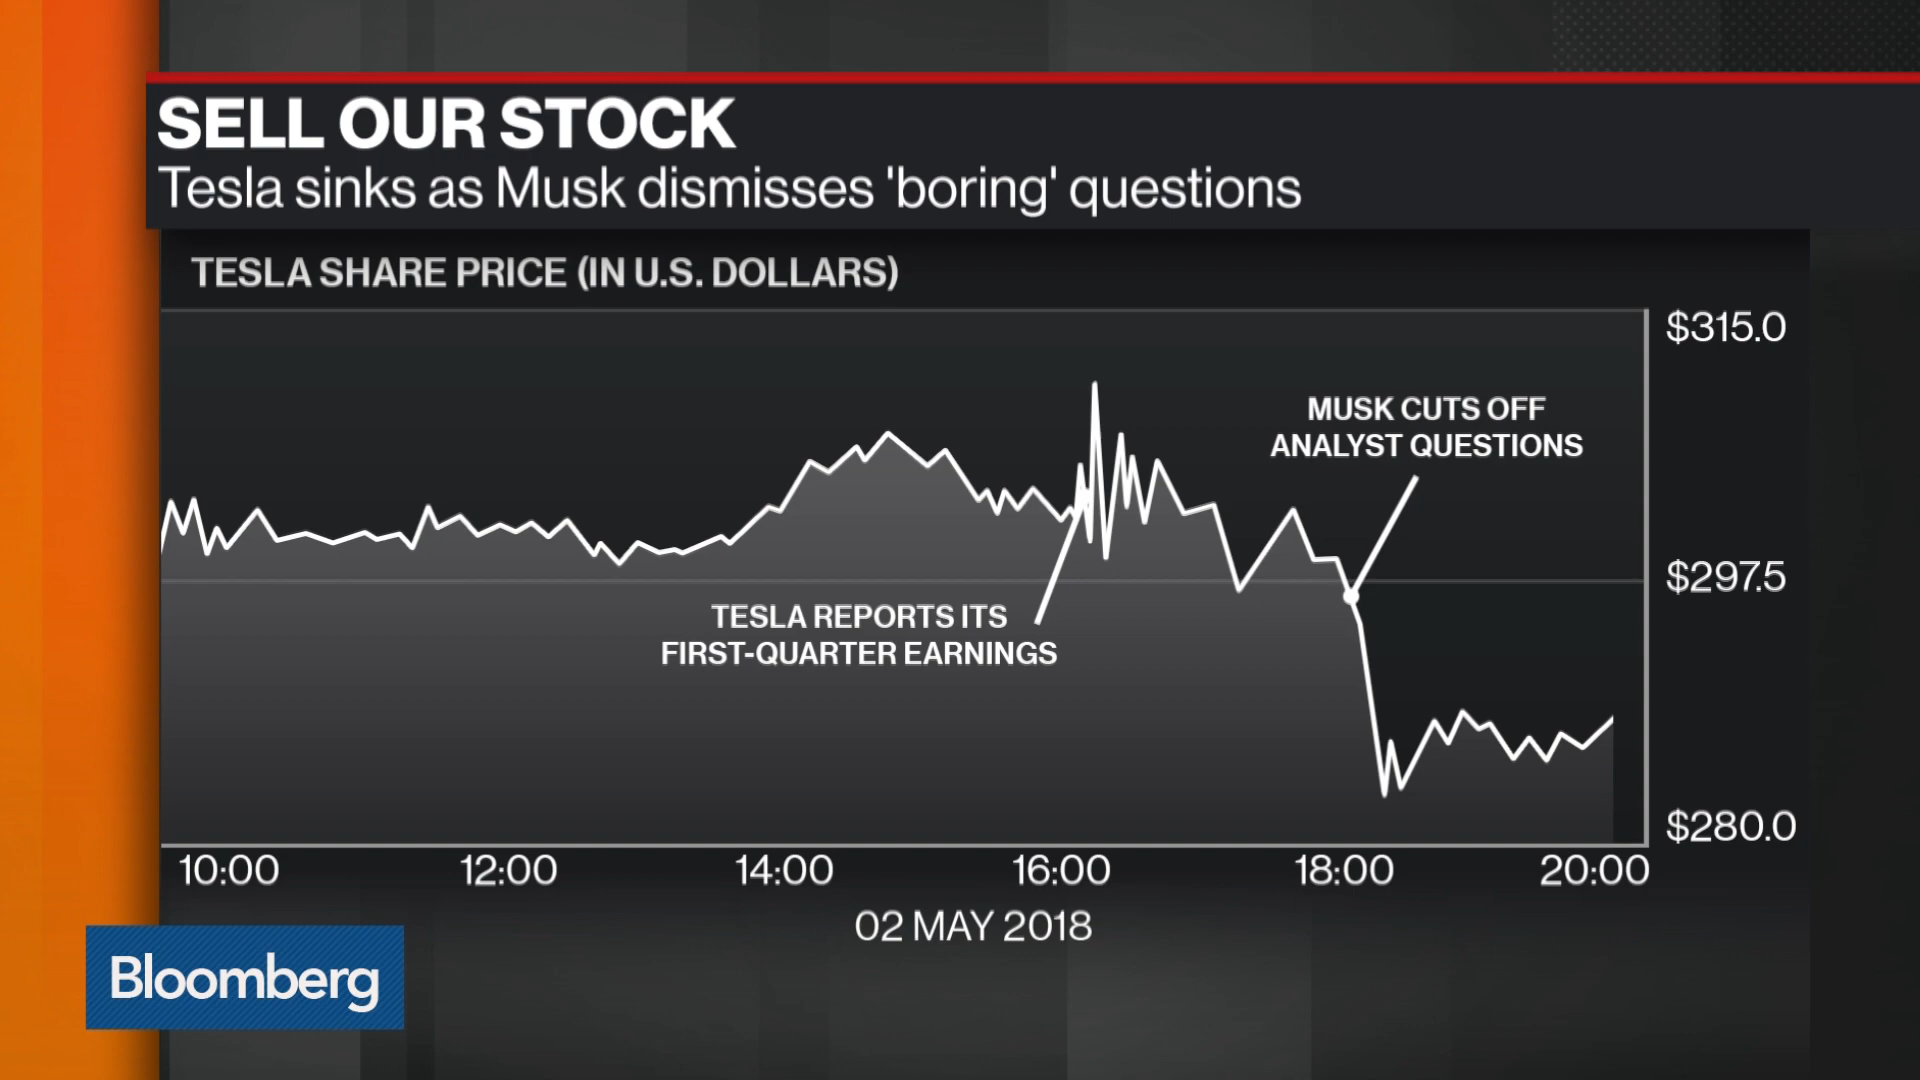 SELL OUR STOCK
Tesla sinks as Musk dismisses 'boring' questions
TESLA SHARE PRICE (IN U.S. DOLLARS)
$315.0
MUSK CUTS OFF
ANALYST QUESTIONS
$297.5
TESLA REPORTS ITS
FIRST-QUARTER EARNINGS
$280.0
10:00 12:00 14:00 16:00 18:00 20:00
02 MAY 2018
Bloomberg